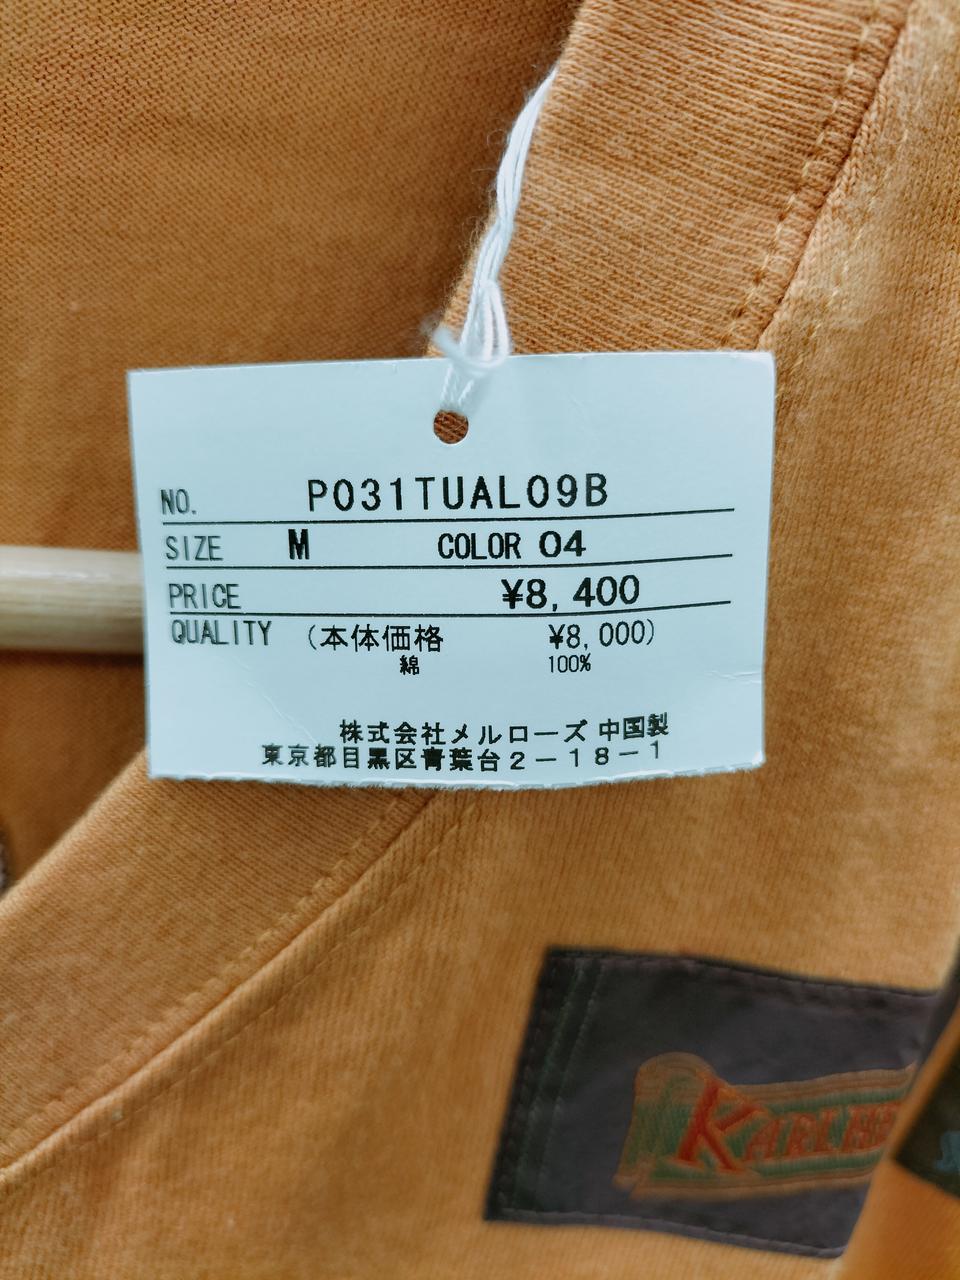 NO. P031TUAL09B
SIZE M COLOR 04
PRICE ¥8,400
QUALITY (本体価格 ¥8,000)
綿 100%
株式会社メルローズ 中国製
東京都目黒区青葉台2-18-1
KARL